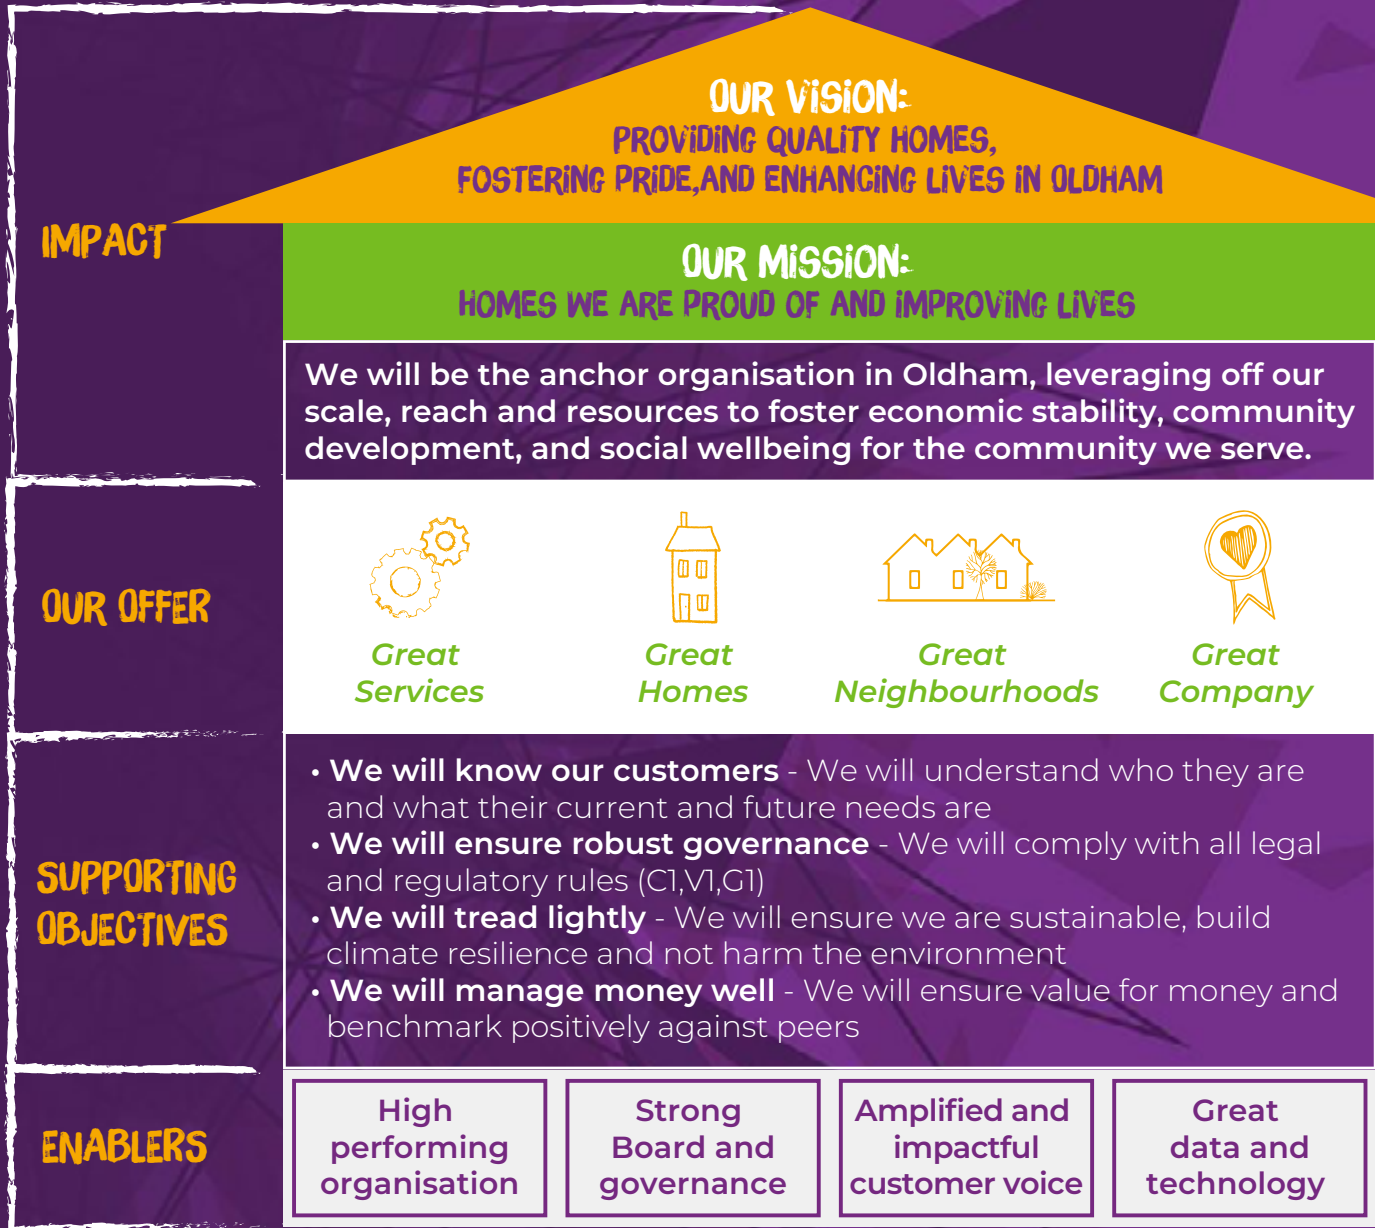 OUR VISION:
PROVIDING QUALITY HOMES,
FOSTERING PRIDE,AND ENHANCING LIVES IN OLDHAM
IMPACT
OUR MISSION:
HOMES WE ARE PROUD OF AND IMPROVING LIVES
We will be the anchor organisation in Oldham, leveraging off our
scale, reach and resources to foster economic stability, community
development, and social wellbeing for the community we serve.
OUR OFFER
Great
Services
Great
Homes
Great
Neighbourhoods
Great
Company
SUPPORTING
OBJECTIVES
• We will know our customers - We will understand who they are
and what their current and future needs are
• We will ensure robust governance - We will comply with all legal
and regulatory rules (C1,V1,G1)
• We will tread lightly - We will ensure we are sustainable, build
climate resilience and not harm the environment
• We will manage money well - We will ensure value for money and
benchmark positively against peers
ENABLERS
High
performing
organisation
Strong
Board and
governance
Amplified and
impactful
customer voice
Great
data and
technology